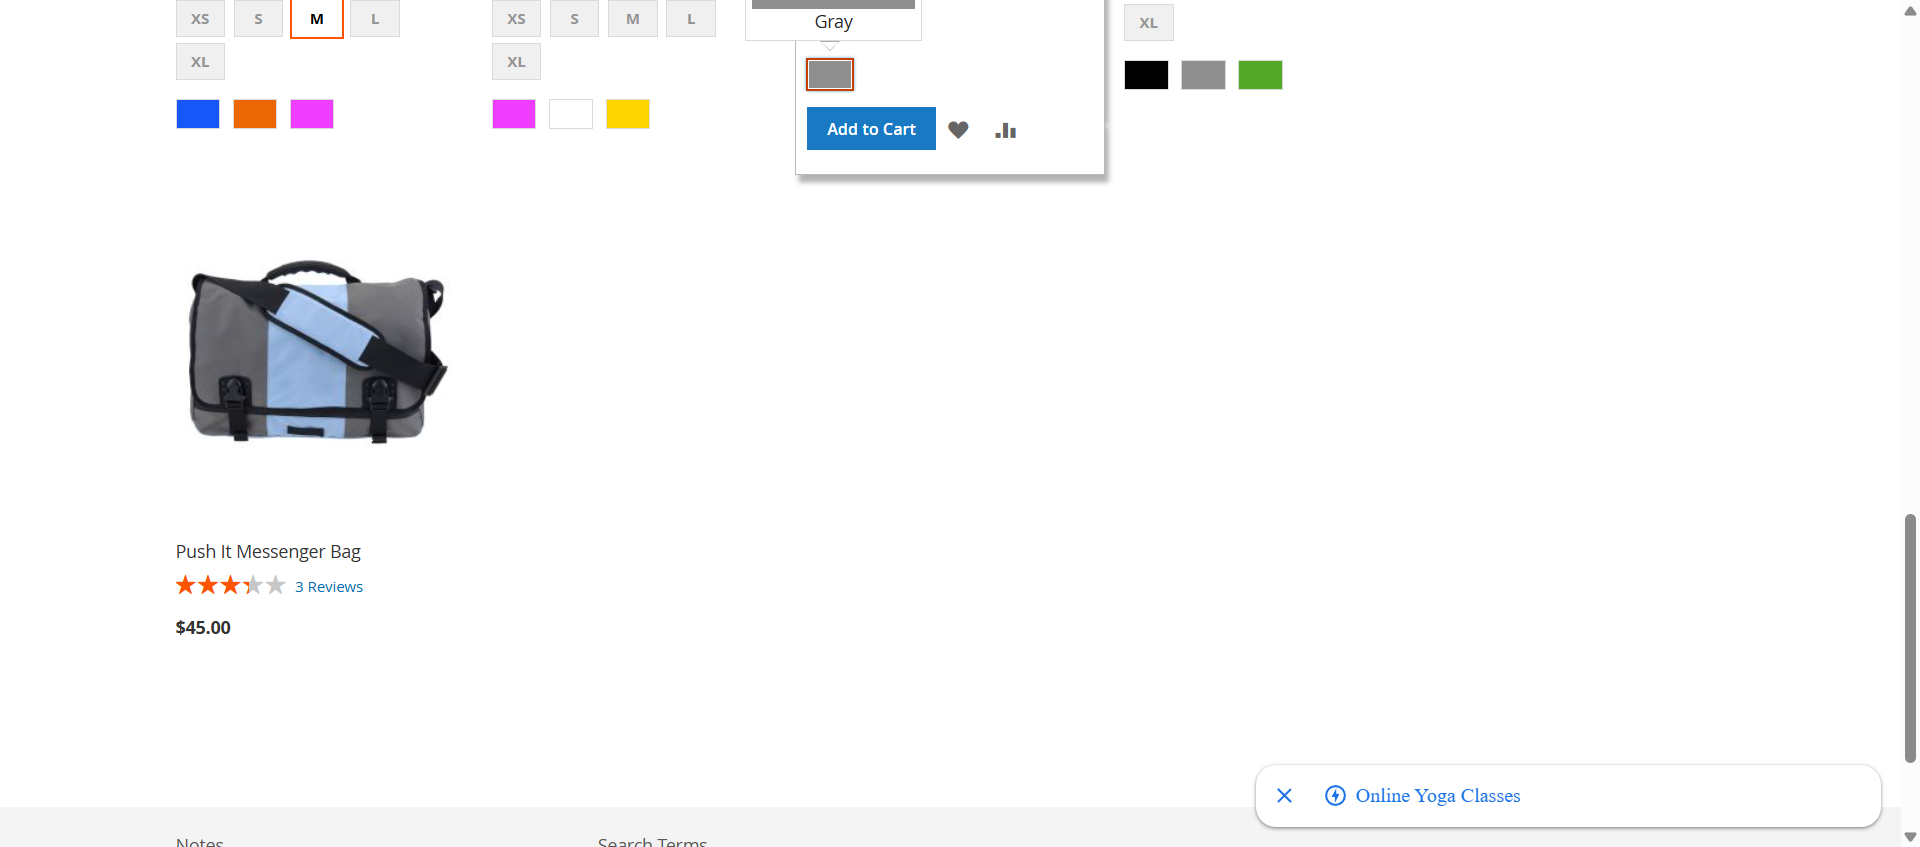 XS S M L
XL
XS S M L
XL
Gray
Add to Cart
XL
Push It Messenger Bag
3 Reviews
$45.00
Online Yoga Classes
Notes
Search Terms